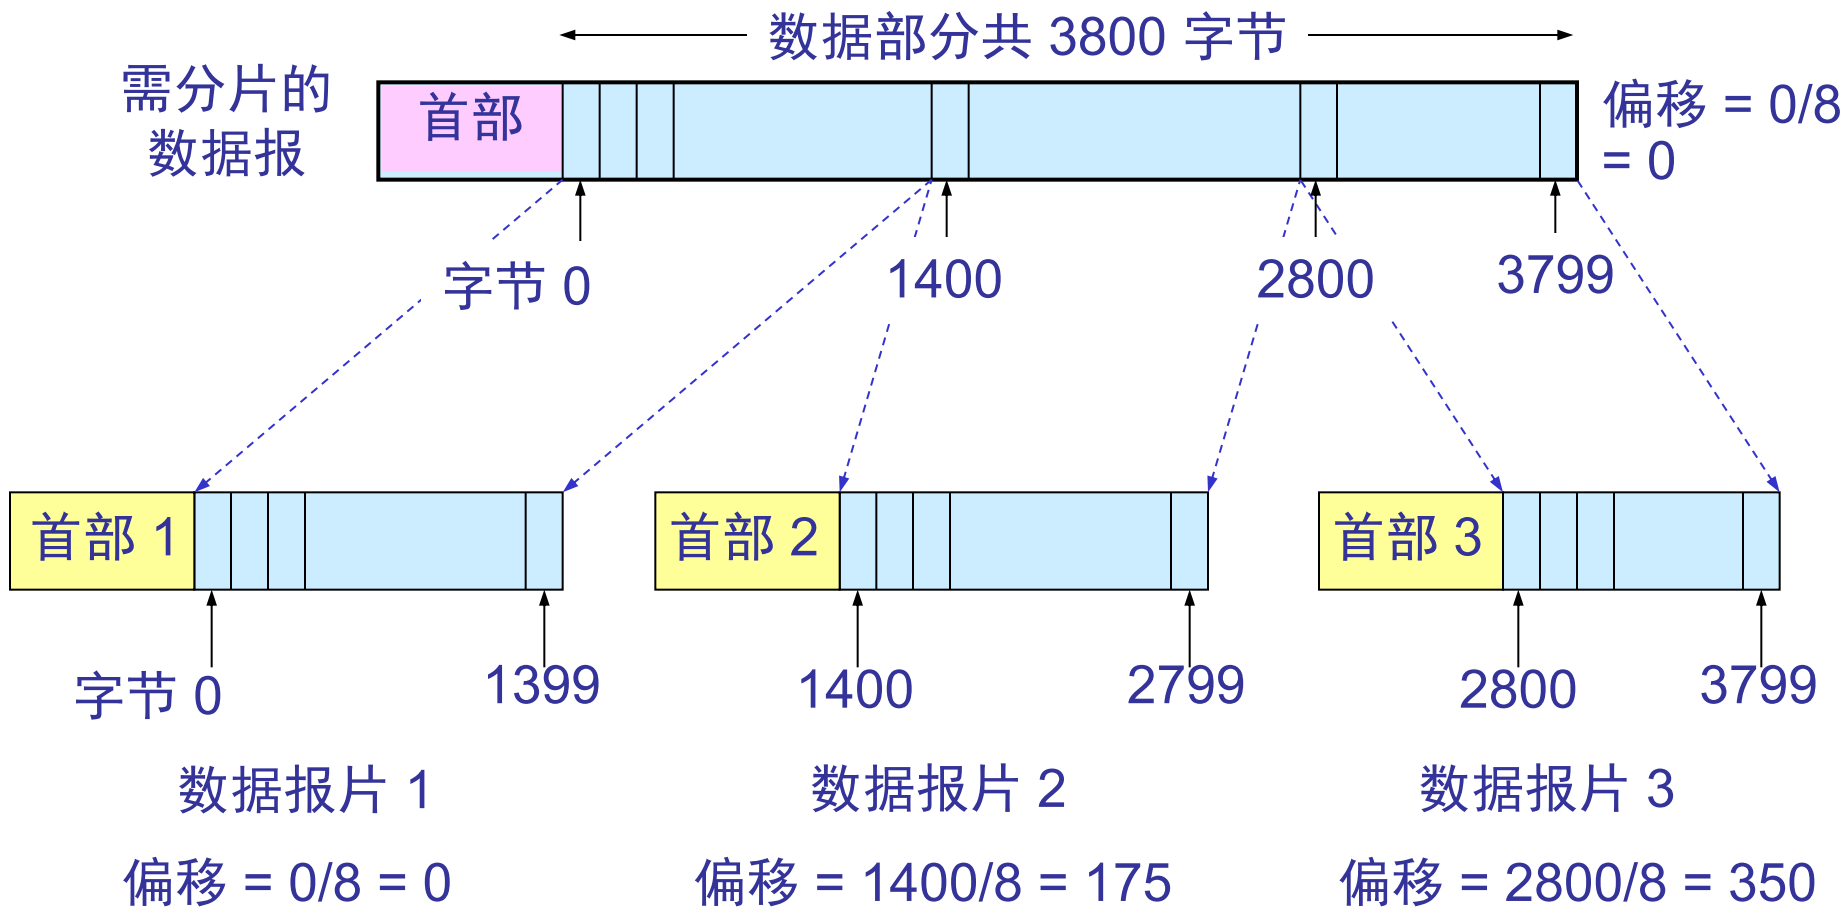 数据部分共 3800 字节
需分片的
数据报
首部
偏移 = 0/8
= 0
字节 0
1400
2800
3799
首部 1
首部 2
首部 3
字节 0
1399
1400
2799
2800
3799
数据报片 1
数据报片 2
数据报片 3
偏移 = 0/8 = 0
偏移 = 1400/8 = 175
偏移 = 2800/8 = 350